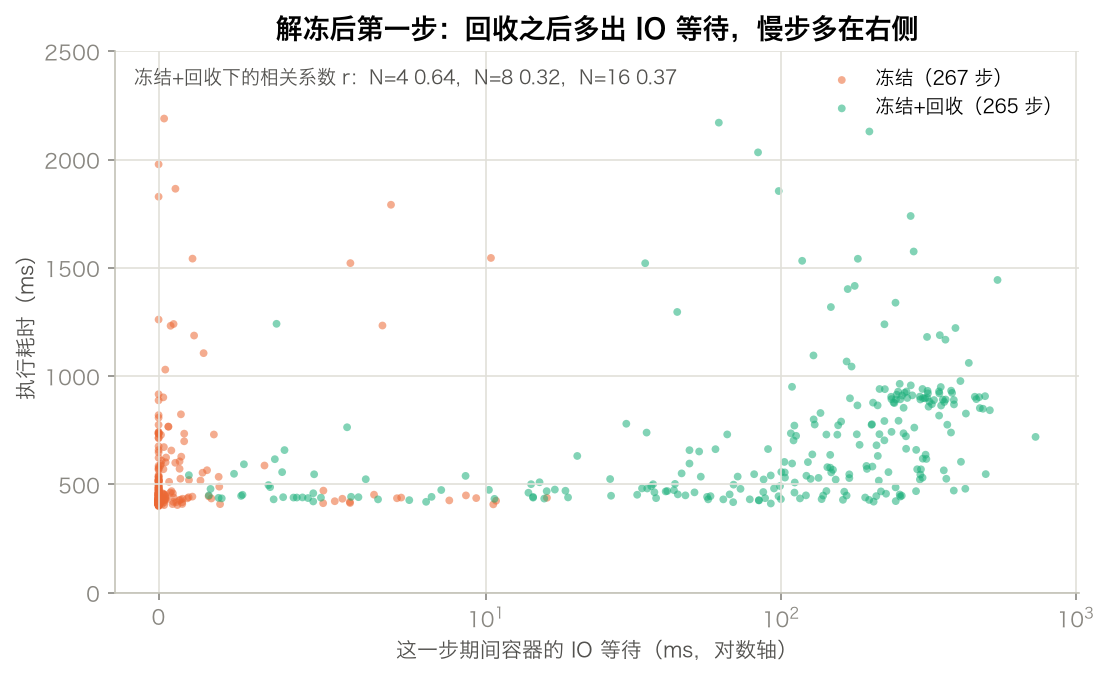 解冻后第一步：回收之后多出 IO 等待，慢步多在右侧
冻结+回收下的相关系数 r：N=4 0.64，N=8 0.32，N=16 0.37
冻结（267 步）
冻结+回收（265 步）
执行耗时（ms）
2500
2000
1500
1000
500
0
0
10¹
10²
10³
这一步期间容器的 IO 等待（ms，对数轴）